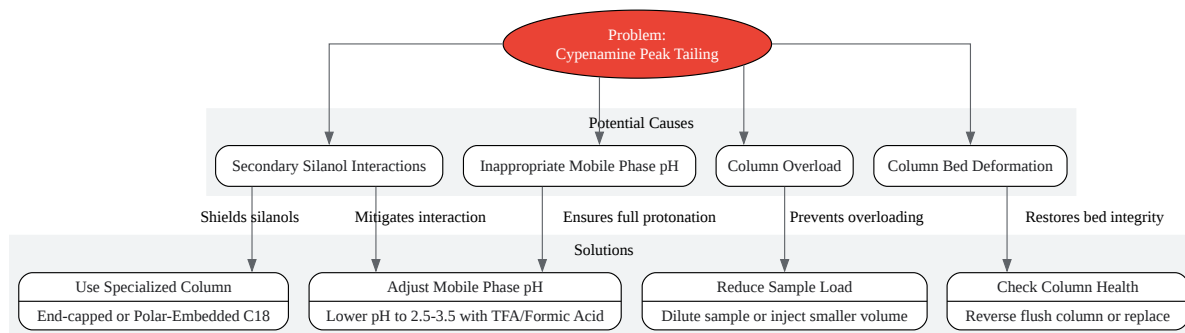 Problem:
Cypenamine Peak Tailing
Potential Causes
Secondary Silanol Interactions
Inappropriate Mobile Phase pH
Column Overload
Column Bed Deformation
Shields silanols
Mitigates interaction
Ensures full protonation
Prevents overloading
Restores bed integrity
Solutions
Use Specialized Column
End-capped or Polar-Embedded C18
Adjust Mobile Phase pH
Lower pH to 2.5-3.5 with TFA/Formic Acid
Reduce Sample Load
Dilute sample or inject smaller volume
Check Column Health
Reverse flush column or replace